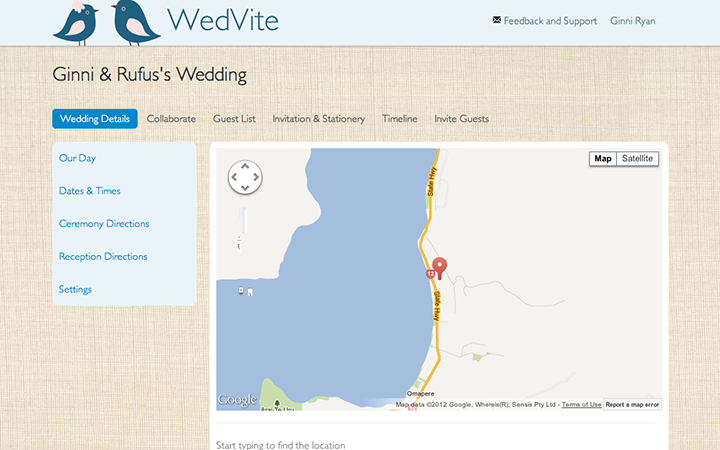 WedVite
Feedback and Support
Ginni Ryan
Ginni & Rufus's Wedding
Wedding Details
Collaborate
Guest List
Invitation & Stationery
Timeline
Invite Guests
Our Day
Dates & Times
Ceremony Directions
Reception Directions
Settings
Map
Satellite
State Hwy
12
State Hwy
Omapere
Google
Map data ©2012 Google, Whereis(R), Sensis Pty Ltd - Terms of Use
Report a map error
Start typing to find the location